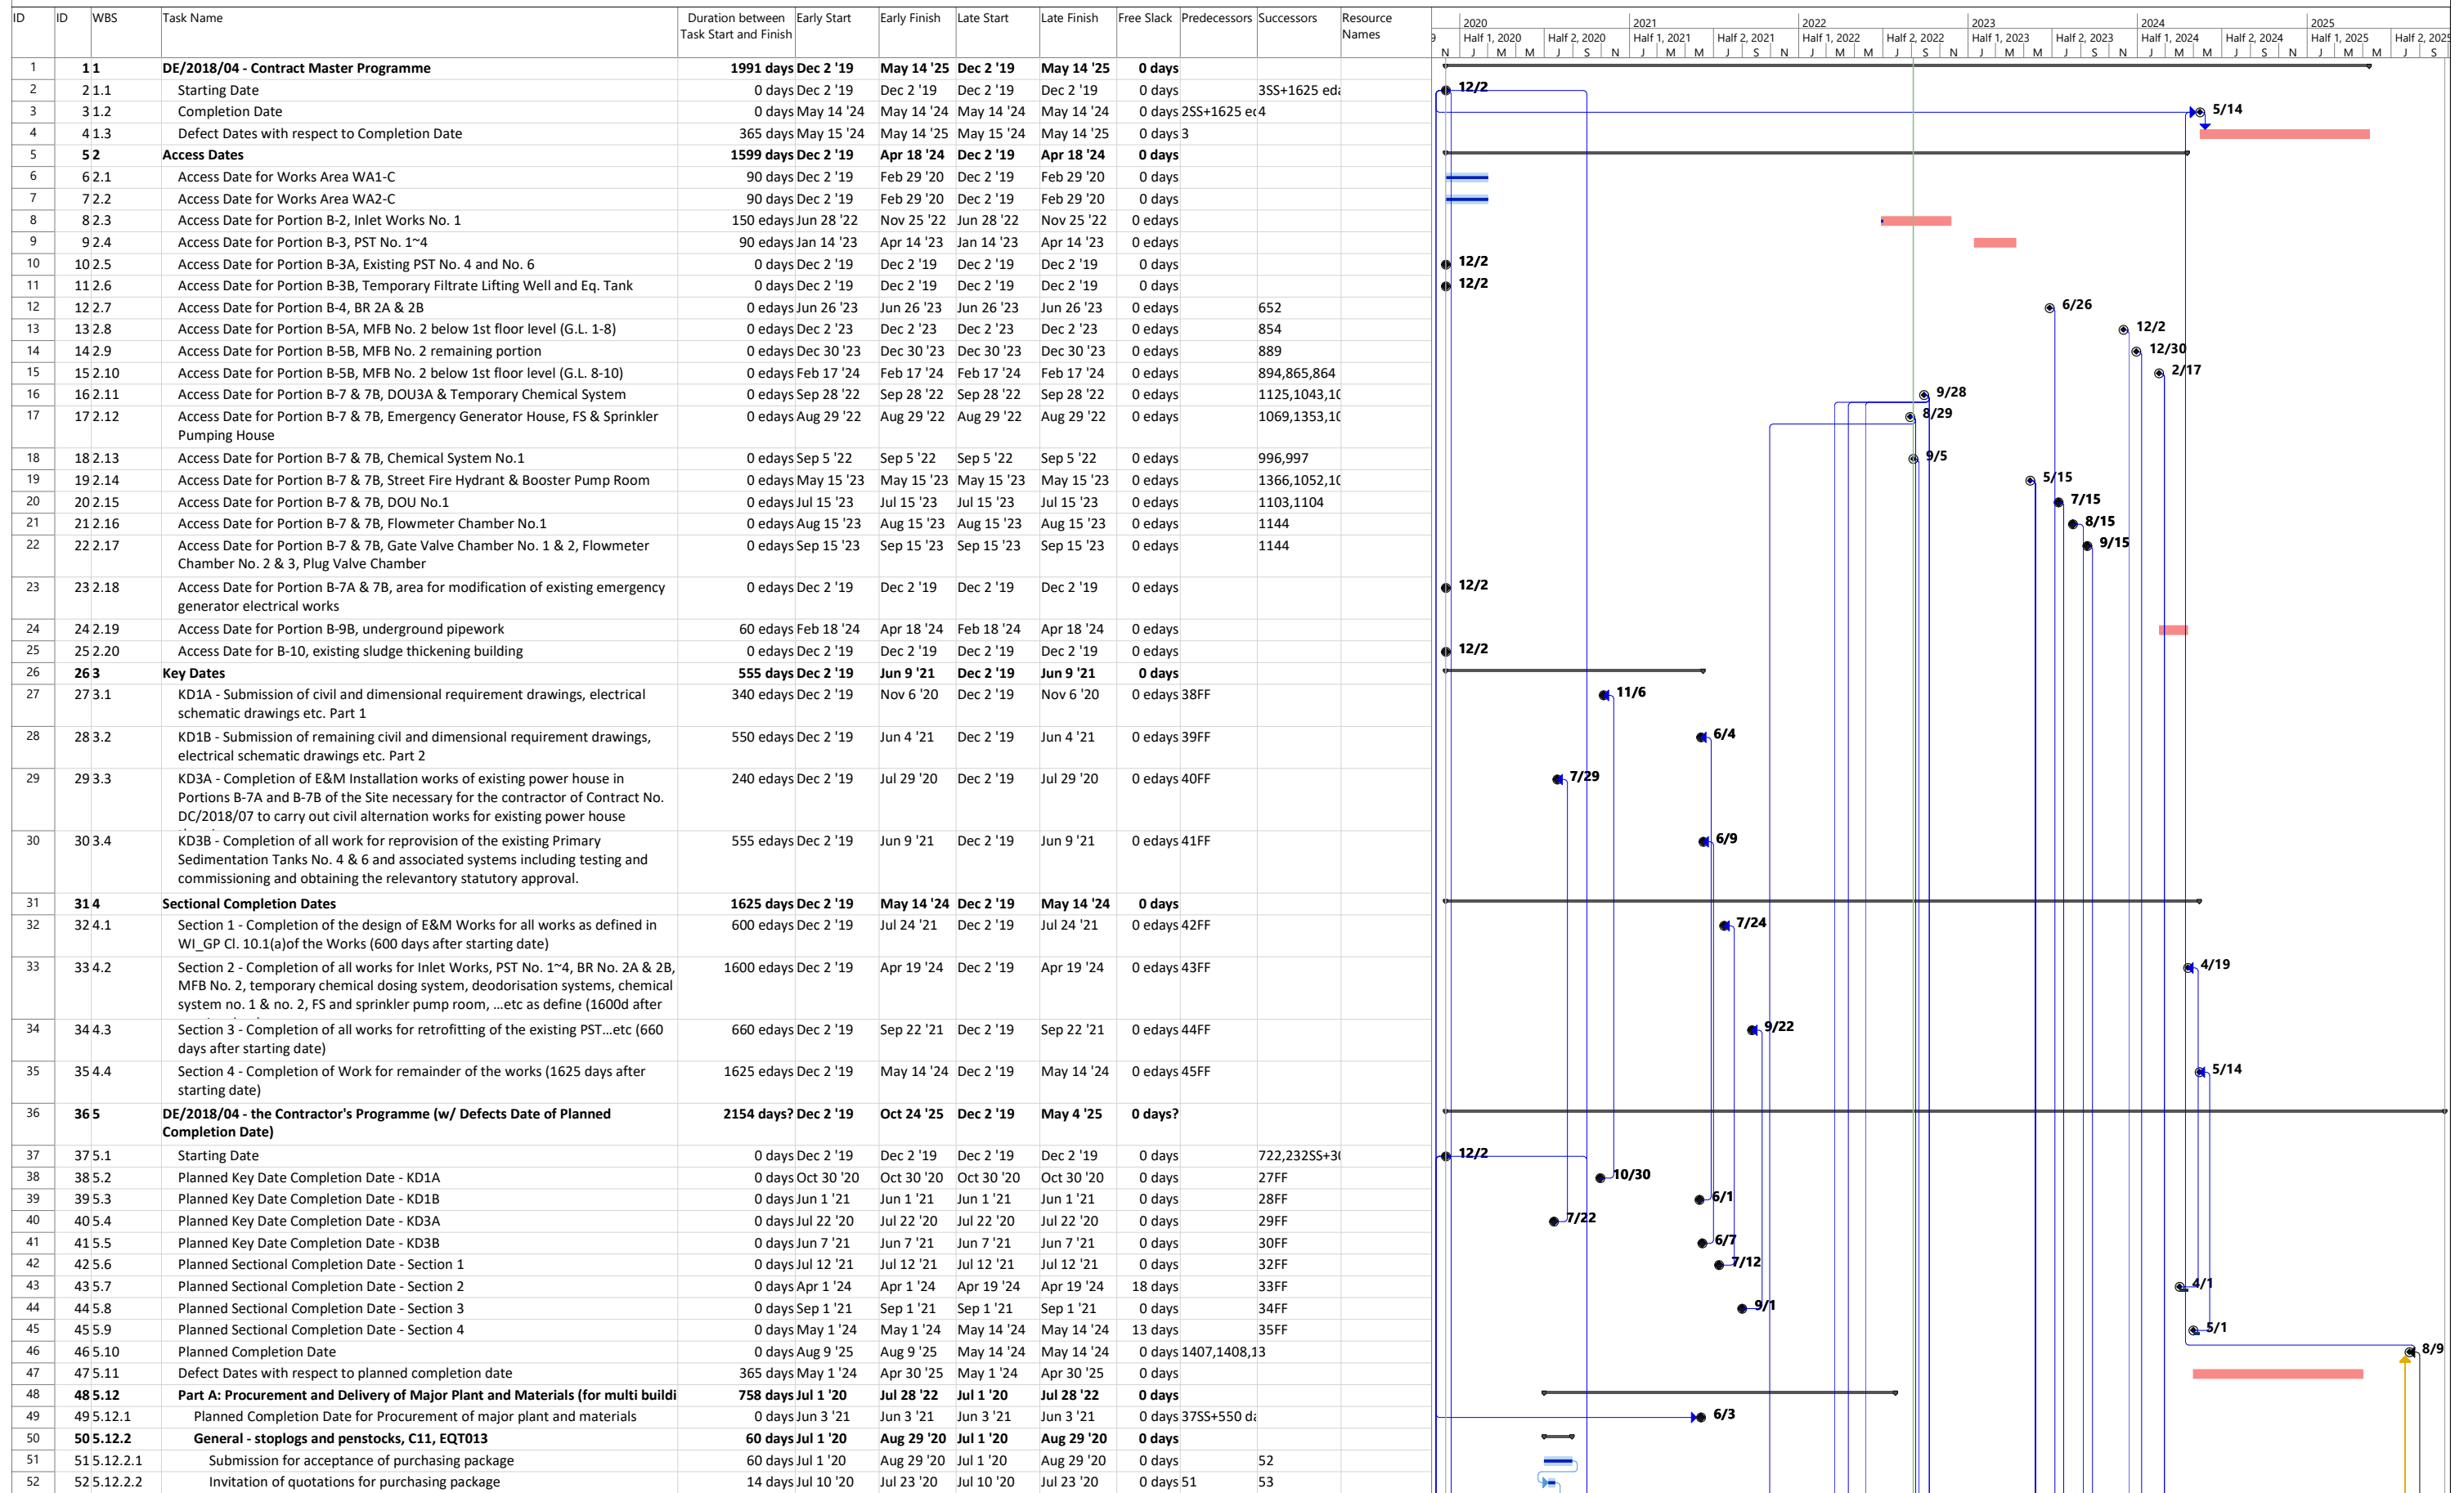 ID ID WBS Task Name Duration between Early Start Early Finish Late Start Late Finish Free Slack Predecessors Successors Resource
Task Start and Finish Names
2020 2021 2022 2023 2024 2025
9 Half 1, 2020 Half 2, 2020 Half 1, 2021 Half 2, 2021 Half 1, 2022 Half 2, 2022 Half 1, 2023 Half 2, 2023 Half 1, 2024 Half 2, 2024 Half 1, 2025 Half 2, 2025
N J M M J S N J M M J S N J M M J S N J M M J S N J M M J S N J M M J S
1 1 1 DE/2018/04 - Contract Master Programme 1991 days Dec 2 '19 May 14 '25 Dec 2 '19 May 14 '25 0 days
2 2 1.1 Starting Date 0 days Dec 2 '19 Dec 2 '19 Dec 2 '19 Dec 2 '19 0 days 3SS+1625 eda 12/2
3 3 1.2 Completion Date 0 days May 14 '24 May 14 '24 May 14 '24 May 14 '24 0 days 2SS+1625 ed 4 5/14
4 4 1.3 Defect Dates with respect to Completion Date 365 days May 15 '24 May 14 '25 May 15 '24 May 14 '25 0 days 3
5 5 2 Access Dates 1599 days Dec 2 '19 Apr 18 '24 Dec 2 '19 Apr 18 '24 0 days
6 6 2.1 Access Date for Works Area WA1-C 90 days Dec 2 '19 Feb 29 '20 Dec 2 '19 Feb 29 '20 0 days
7 7 2.2 Access Date for Works Area WA2-C 90 days Dec 2 '19 Feb 29 '20 Dec 2 '19 Feb 29 '20 0 days
8 8 2.3 Access Date for Portion B-2, Inlet Works No. 1 150 edays Jun 28 '22 Nov 25 '22 Jun 28 '22 Nov 25 '22 0 edays
9 9 2.4 Access Date for Portion B-3, PST No. 1~4 90 edays Jan 14 '23 Apr 14 '23 Jan 14 '23 Apr 14 '23 0 edays
10 10 2.5 Access Date for Portion B-3A, Existing PST No. 4 and No. 6 0 days Dec 2 '19 Dec 2 '19 Dec 2 '19 Dec 2 '19 0 days 12/2
11 11 2.6 Access Date for Portion B-3B, Temporary Filtrate Lifting Well and Eq. Tank 0 days Dec 2 '19 Dec 2 '19 Dec 2 '19 Dec 2 '19 0 days 12/2
12 12 2.7 Access Date for Portion B-4, BR 2A & 2B 0 edays Jun 26 '23 Jun 26 '23 Jun 26 '23 Jun 26 '23 0 edays 652 6/26
13 13 2.8 Access Date for Portion B-5A, MFB No. 2 below 1st floor level (G.L. 1-8) 0 edays Dec 2 '23 Dec 2 '23 Dec 2 '23 Dec 2 '23 0 edays 854 12/2
14 14 2.9 Access Date for Portion B-5B, MFB No. 2 remaining portion 0 edays Dec 30 '23 Dec 30 '23 Dec 30 '23 Dec 30 '23 0 edays 889 12/30
15 15 2.10 Access Date for Portion B-5B, MFB No. 2 below 1st floor level (G.L. 8-10) 0 edays Feb 17 '24 Feb 17 '24 Feb 17 '24 Feb 17 '24 0 edays 894,865,864 2/17
16 16 2.11 Access Date for Portion B-7 & 7B, DOU3A & Temporary Chemical System 0 edays Sep 28 '22 Sep 28 '22 Sep 28 '22 Sep 28 '22 0 edays 1125,1043,10 9/28
17 17 2.12 Access Date for Portion B-7 & 7B, Emergency Generator House, FS & Sprinkler 0 edays Aug 29 '22 Aug 29 '22 Aug 29 '22 Aug 29 '22 0 edays 1069,1353,10 8/29
Pumping House
18 18 2.13 Access Date for Portion B-7 & 7B, Chemical System No.1 0 edays Sep 5 '22 Sep 5 '22 Sep 5 '22 Sep 5 '22 0 edays 996,997 9/5
19 19 2.14 Access Date for Portion B-7 & 7B, Street Fire Hydrant & Booster Pump Room 0 edays May 15 '23 May 15 '23 May 15 '23 May 15 '23 0 edays 1366,1052,10 5/15
20 20 2.15 Access Date for Portion B-7 & 7B, DOU No.1 0 edays Jul 15 '23 Jul 15 '23 Jul 15 '23 Jul 15 '23 0 edays 1103,1104 7/15
21 21 2.16 Access Date for Portion B-7 & 7B, Flowmeter Chamber No.1 0 edays Aug 15 '23 Aug 15 '23 Aug 15 '23 Aug 15 '23 0 edays 1144 8/15
22 22 2.17 Access Date for Portion B-7 & 7B, Gate Valve Chamber No. 1 & 2, Flowmeter 0 edays Sep 15 '23 Sep 15 '23 Sep 15 '23 Sep 15 '23 0 edays 1144 9/15
Chamber No. 2 & 3, Plug Valve Chamber
23 23 2.18 Access Date for Portion B-7A & 7B, area for modification of existing emergency 0 edays Dec 2 '19 Dec 2 '19 Dec 2 '19 Dec 2 '19 0 edays 12/2
generator electrical works
24 24 2.19 Access Date for Portion B-9B, underground pipework 60 edays Feb 18 '24 Apr 18 '24 Feb 18 '24 Apr 18 '24 0 edays
25 25 2.20 Access Date for B-10, existing sludge thickening building 0 edays Dec 2 '19 Dec 2 '19 Dec 2 '19 Dec 2 '19 0 edays 12/2
26 26 3 Key Dates 555 days Dec 2 '19 Jun 9 '21 Dec 2 '19 Jun 9 '21 0 days
27 27 3.1 KD1A - Submission of civil and dimensional requirement drawings, electrical 340 edays Dec 2 '19 Nov 6 '20 Dec 2 '19 Nov 6 '20 0 edays 38FF 11/6
schematic drawings etc. Part 1
28 28 3.2 KD1B - Submission of remaining civil and dimensional requirement drawings, 550 edays Dec 2 '19 Jun 4 '21 Dec 2 '19 Jun 4 '21 0 edays 39FF 6/4
electrical schematic drawings etc. Part 2
29 29 3.3 KD3A - Completion of E&M Installation works of existing power house in 240 edays Dec 2 '19 Jul 29 '20 Dec 2 '19 Jul 29 '20 0 edays 40FF 7/29
Portions B-7A and B-7B of the Site necessary for the contractor of Contract No.
DC/2018/07 to carry out civil alternation works for existing power house
30 30 3.4 KD3B - Completion of all work for reprovision of the existing Primary 555 edays Dec 2 '19 Jun 9 '21 Dec 2 '19 Jun 9 '21 0 edays 41FF 6/9
Sedimentation Tanks No. 4 & 6 and associated systems including testing and
commissioning and obtaining the relevantory statutory approval.
31 31 4 Sectional Completion Dates 1625 days Dec 2 '19 May 14 '24 Dec 2 '19 May 14 '24 0 days
32 32 4.1 Section 1 - Completion of the design of E&M Works for all works as defined in 600 edays Dec 2 '19 Jul 24 '21 Dec 2 '19 Jul 24 '21 0 edays 42FF 7/24
WI_GP Cl. 10.1(a)of the Works (600 days after starting date)
33 33 4.2 Section 2 - Completion of all works for Inlet Works, PST No. 1~4, BR No. 2A & 2B, 1600 edays Dec 2 '19 Apr 19 '24 Dec 2 '19 Apr 19 '24 0 edays 43FF 4/19
MFB No. 2, temporary chemical dosing system, deodorisation systems, chemical
system no. 1 & no. 2, FS and sprinkler pump room, ...etc as define (1600d after
34 34 4.3 Section 3 - Completion of all works for retrofitting of the existing PST...etc (660 660 edays Dec 2 '19 Sep 22 '21 Dec 2 '19 Sep 22 '21 0 edays 44FF 9/22
days after starting date)
35 35 4.4 Section 4 - Completion of Work for remainder of the works (1625 days after 1625 edays Dec 2 '19 May 14 '24 Dec 2 '19 May 14 '24 0 edays 45FF 5/14
starting date)
36 36 5 DE/2018/04 - the Contractor's Programme (w/ Defects Date of Planned 2154 days? Dec 2 '19 Oct 24 '25 Dec 2 '19 May 4 '25 0 days?
Completion Date)
37 37 5.1 Starting Date 0 days Dec 2 '19 Dec 2 '19 Dec 2 '19 Dec 2 '19 0 days 722,232SS+30 12/2
38 38 5.2 Planned Key Date Completion Date - KD1A 0 days Oct 30 '20 Oct 30 '20 Oct 30 '20 Oct 30 '20 0 days 27FF 10/30
39 39 5.3 Planned Key Date Completion Date - KD1B 0 days Jun 1 '21 Jun 1 '21 Jun 1 '21 Jun 1 '21 0 days 28FF 6/1
40 40 5.4 Planned Key Date Completion Date - KD3A 0 days Jul 22 '20 Jul 22 '20 Jul 22 '20 Jul 22 '20 0 days 29FF 7/22
41 41 5.5 Planned Key Date Completion Date - KD3B 0 days Jun 7 '21 Jun 7 '21 Jun 7 '21 Jun 7 '21 0 days 30FF 6/7
42 42 5.6 Planned Sectional Completion Date - Section 1 0 days Jul 12 '21 Jul 12 '21 Jul 12 '21 Jul 12 '21 0 days 32FF 7/12
43 43 5.7 Planned Sectional Completion Date - Section 2 0 days Apr 1 '24 Apr 1 '24 Apr 19 '24 Apr 19 '24 18 days 33FF 4/1
44 44 5.8 Planned Sectional Completion Date - Section 3 0 days Sep 1 '21 Sep 1 '21 Sep 1 '21 Sep 1 '21 0 days 34FF 9/1
45 45 5.9 Planned Sectional Completion Date - Section 4 0 days May 1 '24 May 1 '24 May 14 '24 May 14 '24 13 days 35FF 5/1
46 46 5.10 Planned Completion Date 0 days Aug 9 '25 Aug 9 '25 May 14 '24 May 14 '24 0 days 1407,1408,1 3 8/9
47 47 5.11 Defect Dates with respect to planned completion date 365 days May 1 '24 Apr 30 '25 May 1 '24 Apr 30 '25 0 days
48 48 5.12 Part A: Procurement and Delivery of Major Plant and Materials (for multi buildi 758 days Jul 1 '20 Jul 28 '22 Jul 1 '20 Jul 28 '22 0 days
49 49 5.12.1 Planned Completion Date for Procurement of major plant and materials 0 days Jun 3 '21 Jun 3 '21 Jun 3 '21 Jun 3 '21 0 days 37SS+550 da 6/3
50 50 5.12.2 General - stoplogs and penstocks, C11, EQT013 60 days Jul 1 '20 Aug 29 '20 Jul 1 '20 Aug 29 '20 0 days
51 51 5.12.2.1 Submission for acceptance of purchasing package 60 days Jul 1 '20 Aug 29 '20 Jul 1 '20 Aug 29 '20 0 days 52
52 52 5.12.2.2 Invitation of quotations for purchasing package 14 days Jul 10 '20 Jul 23 '20 Jul 10 '20 Jul 23 '20 0 days 51 53